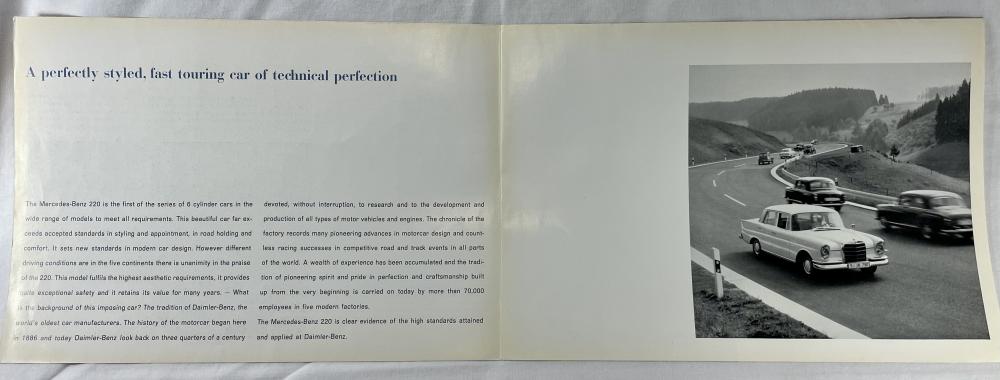 A perfectly styled, fast touring car of technical perfection
The Mercedes-Benz 220 is the first of the series of 6 cylinder cars in the
wide range of models to meet all requirements. This beautiful car far ex-
ceeds accepted standards in styling and appointment, in road holding and
comfort. It sets new standards in modern car design. However different
driving conditions are in the five continents there is unanimity in the praise
of the 220. This model fulfils the highest aesthetic requirements, it provides
quite exceptional safety and it retains its value for many years. — What
is the background of this imposing car? The tradition of Daimler-Benz, the
world's oldest car manufacturers. The history of the motorcar began here
in 1886 and today Daimler-Benz look back on three quarters of a century
devoted, without interruption, to research and to the development and
production of all types of motor vehicles and engines. The chronicle of the
factory records many pioneering advances in motorcar design and count-
less racing successes in competitive road and track events in all parts
of the world. A wealth of experience has been accumulated and the tradi-
tion of pioneering spirit and pride in perfection and craftsmanship built
up from the very beginning is carried on today by more than 70,000
employees in five modern factories.
The Mercedes-Benz 220 is clear evidence of the high standards attained
and applied at Daimler-Benz.